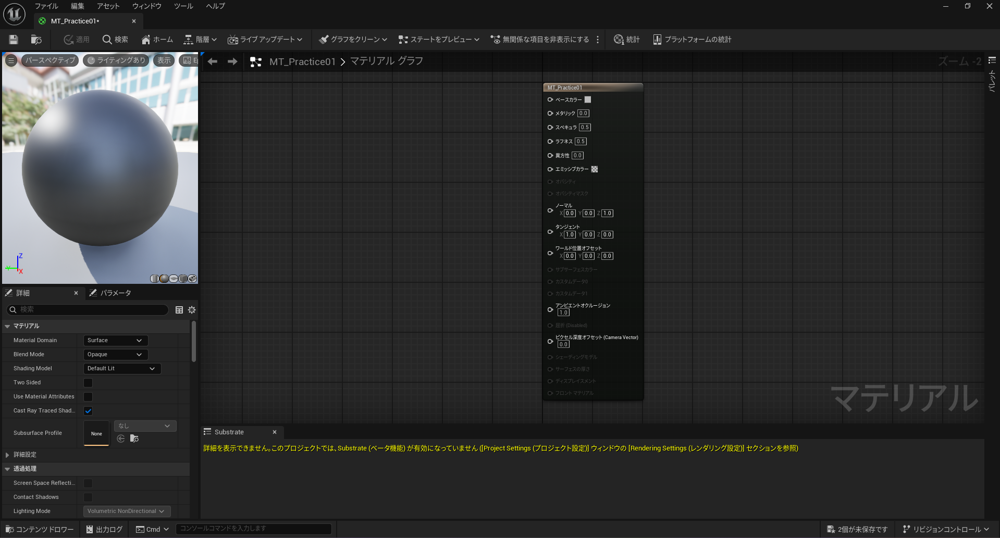 ファイル 編集 アセット ウィンドウ ツール ヘルプ
MT_Practice01*
適用 検索 ホーム 階層 ライブ アップデート グラフをクリーン ステートをプレビュー 無関係な項目を非表示にする 統計 プラットフォームの統計
パースペクティブ ライティングあり 表示
MT_Practice01 マテリアル グラフ
ズーム -2
パレット
MT_Practice01
ベースカラー
メタリック 0.0
スペキュラ 0.5
ラフネス 0.5
異方性 0.0
エミッシブカラー
オパシティ
オパシティマスク
ノーマル
X 0.0 Y 0.0 Z 1.0
タンジェント
X 1.0 Y 0.0 Z 0.0
ワールド位置オフセット
X 0.0 Y 0.0 Z 0.0
サブサーフェスカラー
カスタムデータ0
カスタムデータ1
アンビエントオクルージョン
1.0
屈折 (Disabled)
ピクセル深度オフセット (Camera Vector)
0.0
シェーディングモデル
サーフェスの厚さ
ディスプレイスメント
フロント マテリアル
マテリアル
Z
Y
X
詳細 パラメータ
検索
マテリアル
Material Domain Surface
Blend Mode Opaque
Shading Model Default Lit
Two Sided
Use Material Attributes
Cast Ray Traced Shad...
Subsurface Profile None なし
詳細設定
透過処理
Screen Space Reflecti...
Contact Shadows
Lighting Mode Volumetric NonDirectional
Substrate
詳細を表示できません。このプロジェクトでは、Substrate (ベータ機能) が有効になっていません ([Project Settings (プロジェクト設定)] ウィンドウの [Rendering Settings (レンダリング設定)] セクションを参照)
コンテンツ ドロワー 出力ログ Cmd コンソールコマンドを入力します 2個が未保存です リビジョンコントロール